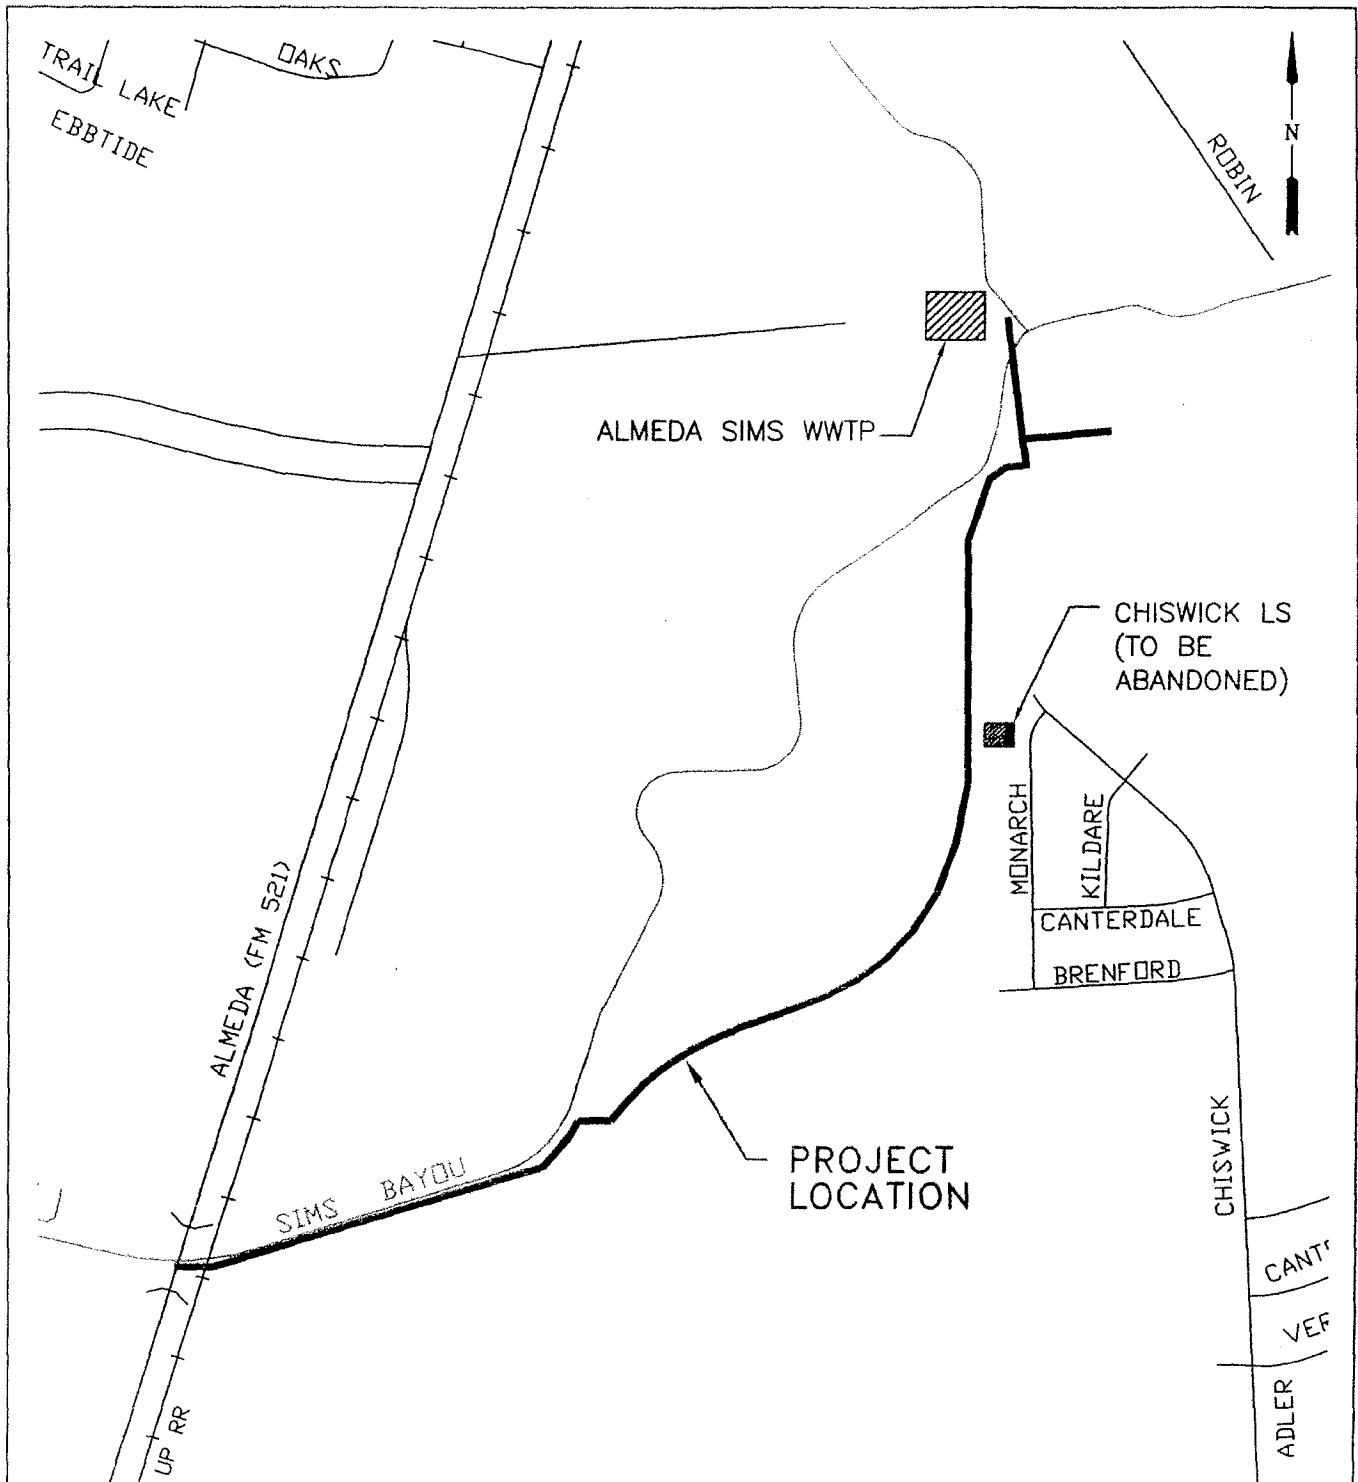 TRAIL LAKE
OAKS
EBBTIDE
ROBIN
N
ALMEDA SIMS WWTP
CHISWICK LS
(TO BE
ABANDONED)
MONARCH
KILDARE
CANTERDALE
BRENFORD
ALMEDA (FM 521)
CHISWICK
PROJECT
LOCATION
SIMS BAYOU
ADLER
UP RR